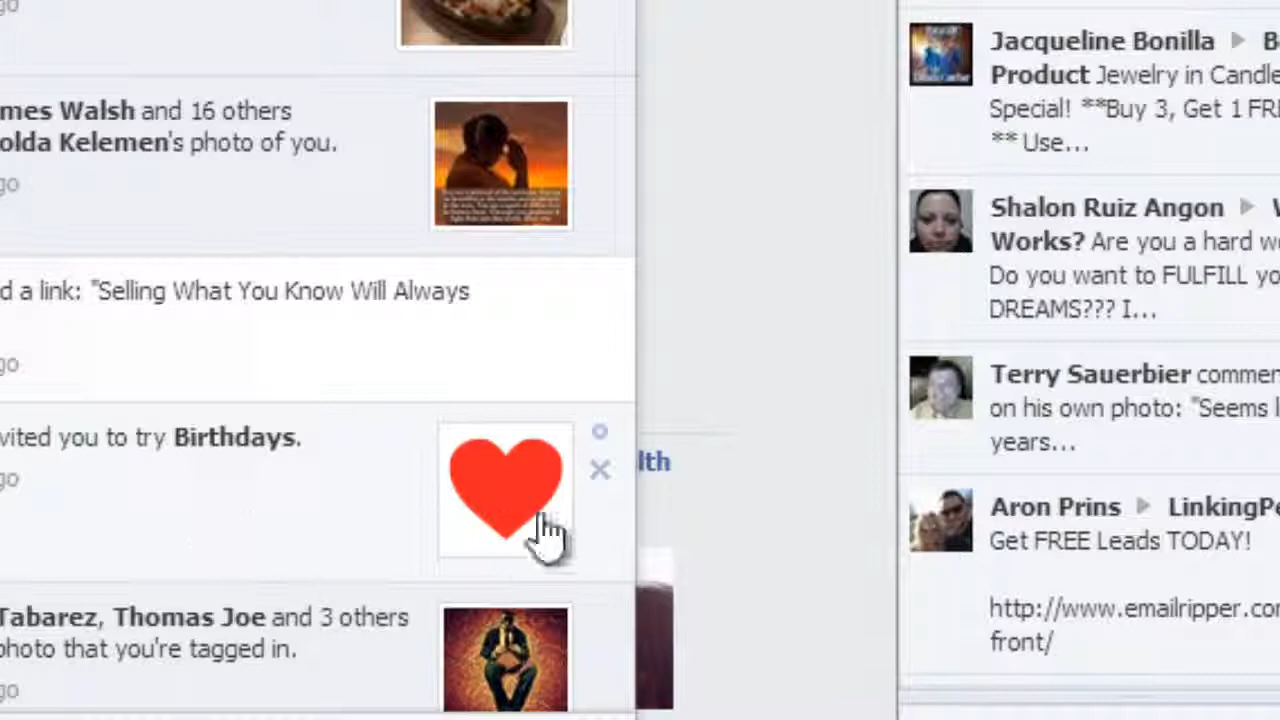 go
mes Walsh and 16 others
olda Kelemen's photo of you.
go
d a link: "Selling What You Know Will Always
go
vited you to try Birthdays.
go
Tabarez, Thomas Joe and 3 others
photo that you're tagged in.
go
lth
Jacqueline Bonilla ▶ B
Product Jewelry in Candle
Special! **Buy 3, Get 1 FR
** Use...
Shalon Ruiz Angon ▶ W
Works? Are you a hard wo
Do you want to FULFILL yo
DREAMS??? I...
Terry Sauerbier commen
on his own photo: "Seems l
years...
Aron Prins ▶ LinkingPe
Get FREE Leads TODAY!
http://www.emailripper.co
front/